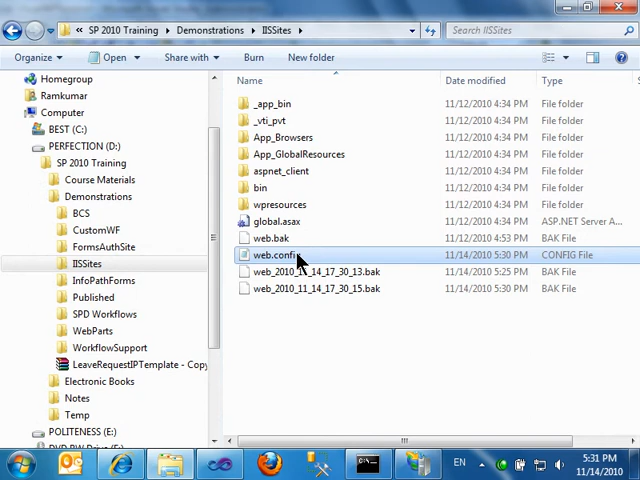 SP 2010 Training Demonstrations IISSites Search IISSites
Organize Open Share with Burn New folder
Name Date modified Type
Homegroup
Ramkumar
Computer
BEST (C:)
PERFECTION (D:)
SP 2010 Training
Course Materials
Demonstrations
BCS
CustomWF
FormsAuthSite
IISSites
InfoPathForms
Published
SPD Workflows
WebParts
WorkflowSupport
LeaveRequestIPTemplate - Copy
Electronic Books
Notes
Temp
POLITENESS (E:)
_app_bin 11/12/2010 4:34 PM File folder
_vti_pvt 11/12/2010 4:34 PM File folder
App_Browsers 11/12/2010 4:34 PM File folder
App_GlobalResources 11/12/2010 4:34 PM File folder
aspnet_client 11/12/2010 4:34 PM File folder
bin 11/12/2010 4:34 PM File folder
wpresources 11/12/2010 4:34 PM File folder
global.asax 11/12/2010 4:34 PM ASP.NET Server A...
web.bak 11/12/2010 4:53 PM BAK File
web.config 11/14/2010 5:30 PM CONFIG File
web_2010_11_14_17_30_13.bak 11/14/2010 5:25 PM BAK File
web_2010_11_14_17_30_15.bak 11/14/2010 5:30 PM BAK File
EN 5:31 PM
11/14/2010